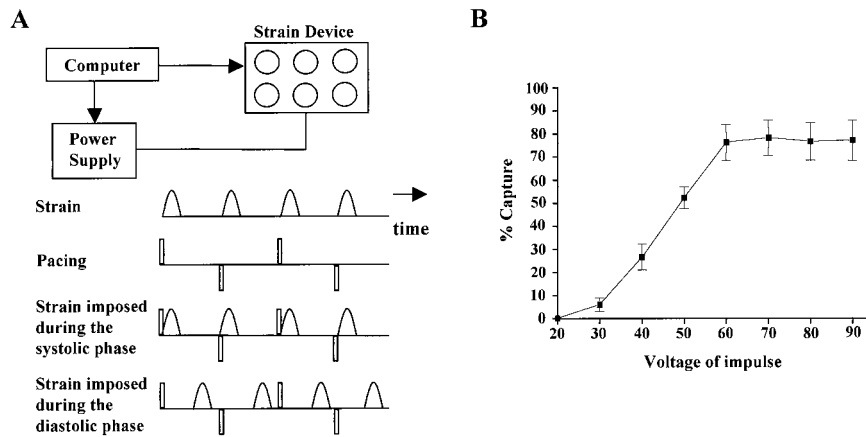 A
Strain Device
Computer
Power
Supply
Strain
time
Pacing
Strain imposed
during the
systolic phase
Strain imposed
during the
diastolic phase
B
100
90
80
70
60
50
40
30
20
10
0
% Capture
20 30 40 50 60 70 80 90
Voltage of impulse